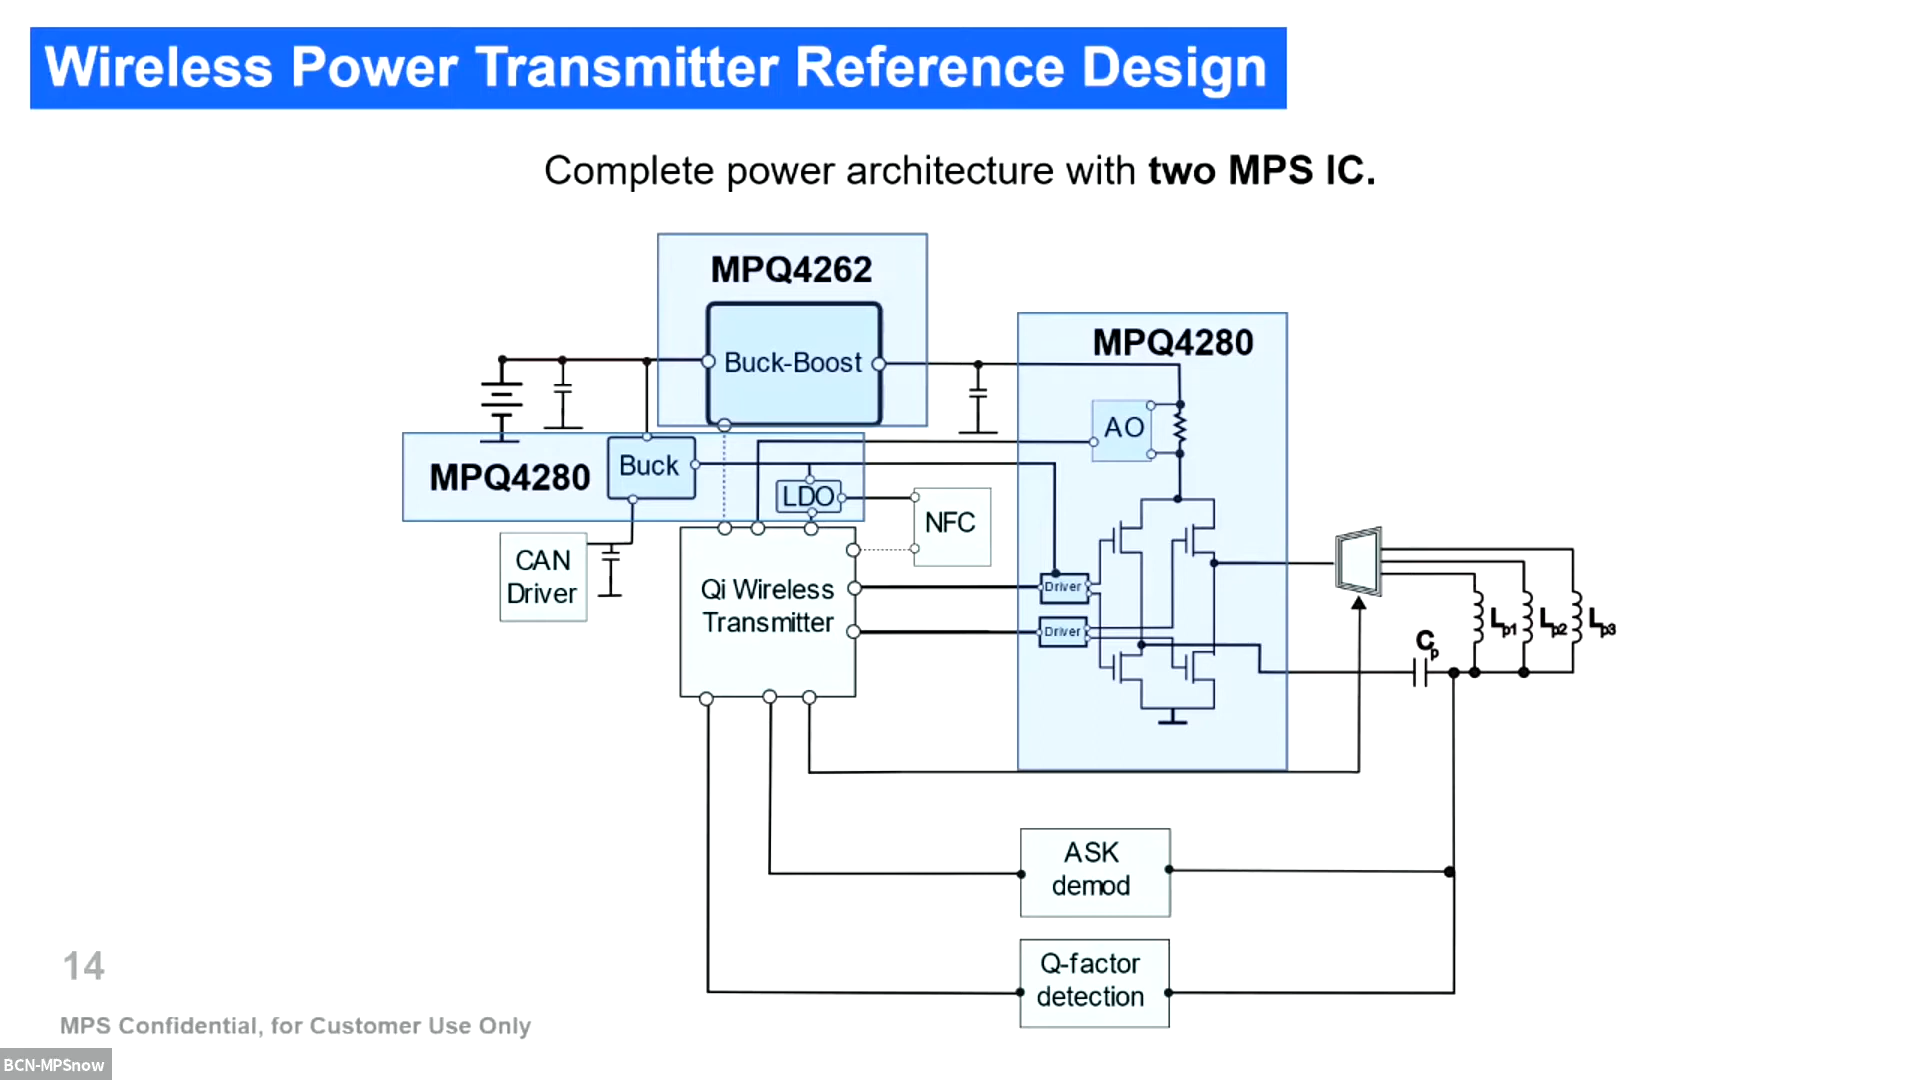 Wireless Power Transmitter Reference Design
Complete power architecture with two MPS IC.
MPQ4262
Buck-Boost
MPQ4280
AO
MPQ4280
Buck
LDO
NFC
CAN
Driver
Qi Wireless
Transmitter
Driver
Driver
Cp
Lp1
Lp2
Lp3
ASK
demod
Q-factor
detection
14
MPS Confidential, for Customer Use Only
BCN-MPSnow